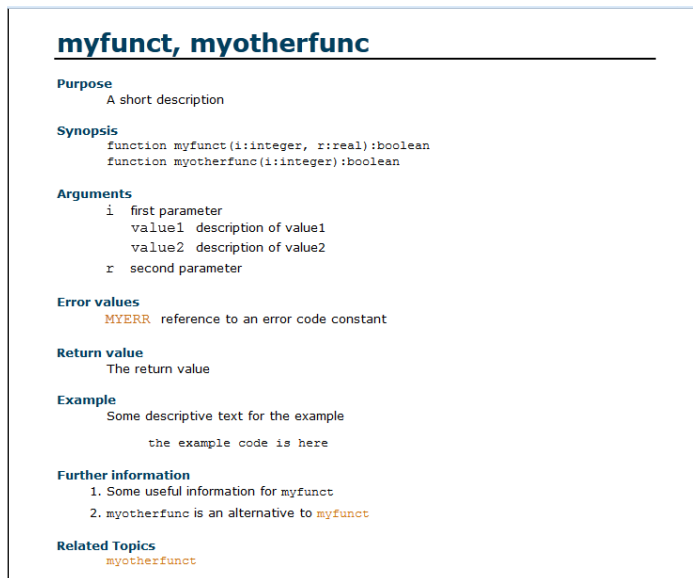 myfunct, myotherfunc
Purpose
A short description
Synopsis
function myfunct(i:integer, r:real):boolean
function myotherfunc(i:integer):boolean
Arguments
i first parameter
value1 description of value1
value2 description of value2
r second parameter
Error values
MYERR reference to an error code constant
Return value
The return value
Example
Some descriptive text for the example
the example code is here
Further information
1. Some useful information for myfunct
2. myotherfunc is an alternative to myfunct
Related Topics
myotherfunct